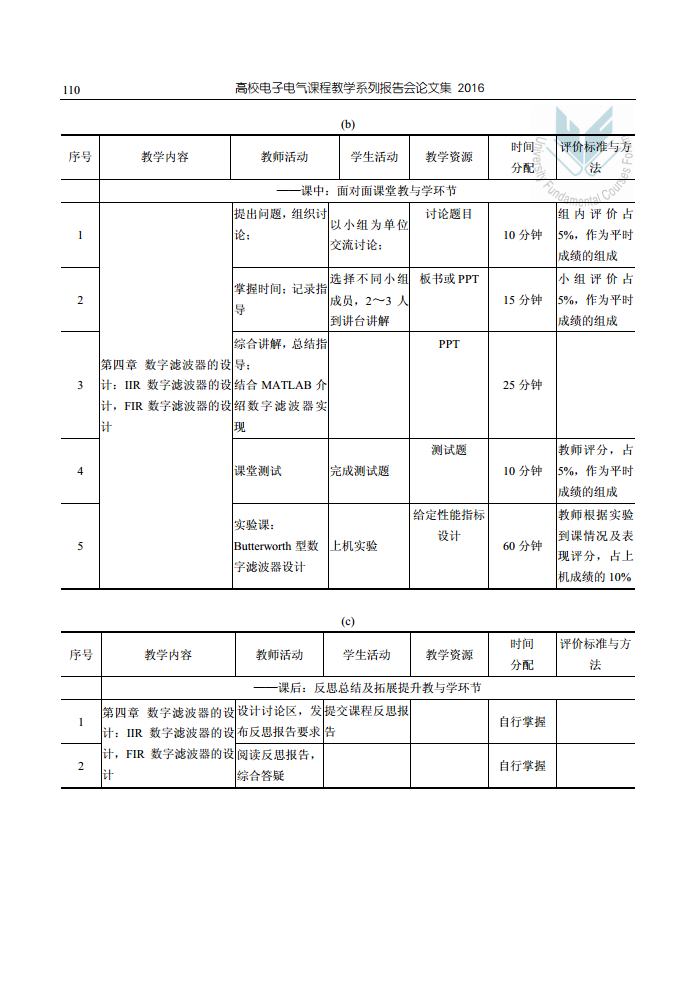 110
高校电子电气课程教学系列报告会论文集 2016
University Fundamental Courses Forum
(b)
序号 教学内容 教师活动 学生活动 教学资源 时间分配 评价标准与方法
——课中：面对面课堂教与学环节
第四章 数字滤波器的设
计：IIR 数字滤波器的设
计，FIR 数字滤波器的设
计
1
提出问题，组织讨
论；
以小组为单位
交流讨论；
讨论题目
10 分钟
组内评价占
5%，作为平时
成绩的组成
2
掌握时间；记录指
导
选择不同小组
成员，2～3 人
到讲台讲解
板书或 PPT
15 分钟
小组评价占
5%，作为平时
成绩的组成
3
综合讲解，总结指
导；
结合 MATLAB 介
绍数字滤波器实
现
PPT
25 分钟
4
课堂测试
完成测试题
测试题
10 分钟
教师评分，占
5%，作为平时
成绩的组成
5
实验课：
Butterworth 型数
字滤波器设计
上机实验
给定性能指标
设计
60 分钟
教师根据实验
到课情况及表
现评分，占上
机成绩的 10%
(c)
序号 教学内容 教师活动 学生活动 教学资源 时间分配 评价标准与方法
——课后：反思总结及拓展提升教与学环节
第四章 数字滤波器的设
计：IIR 数字滤波器的设
计，FIR 数字滤波器的设
计
1
设计讨论区，发
布反思报告要求
提交课程反思报
告
自行掌握
2
阅读反思报告，
综合答疑
自行掌握